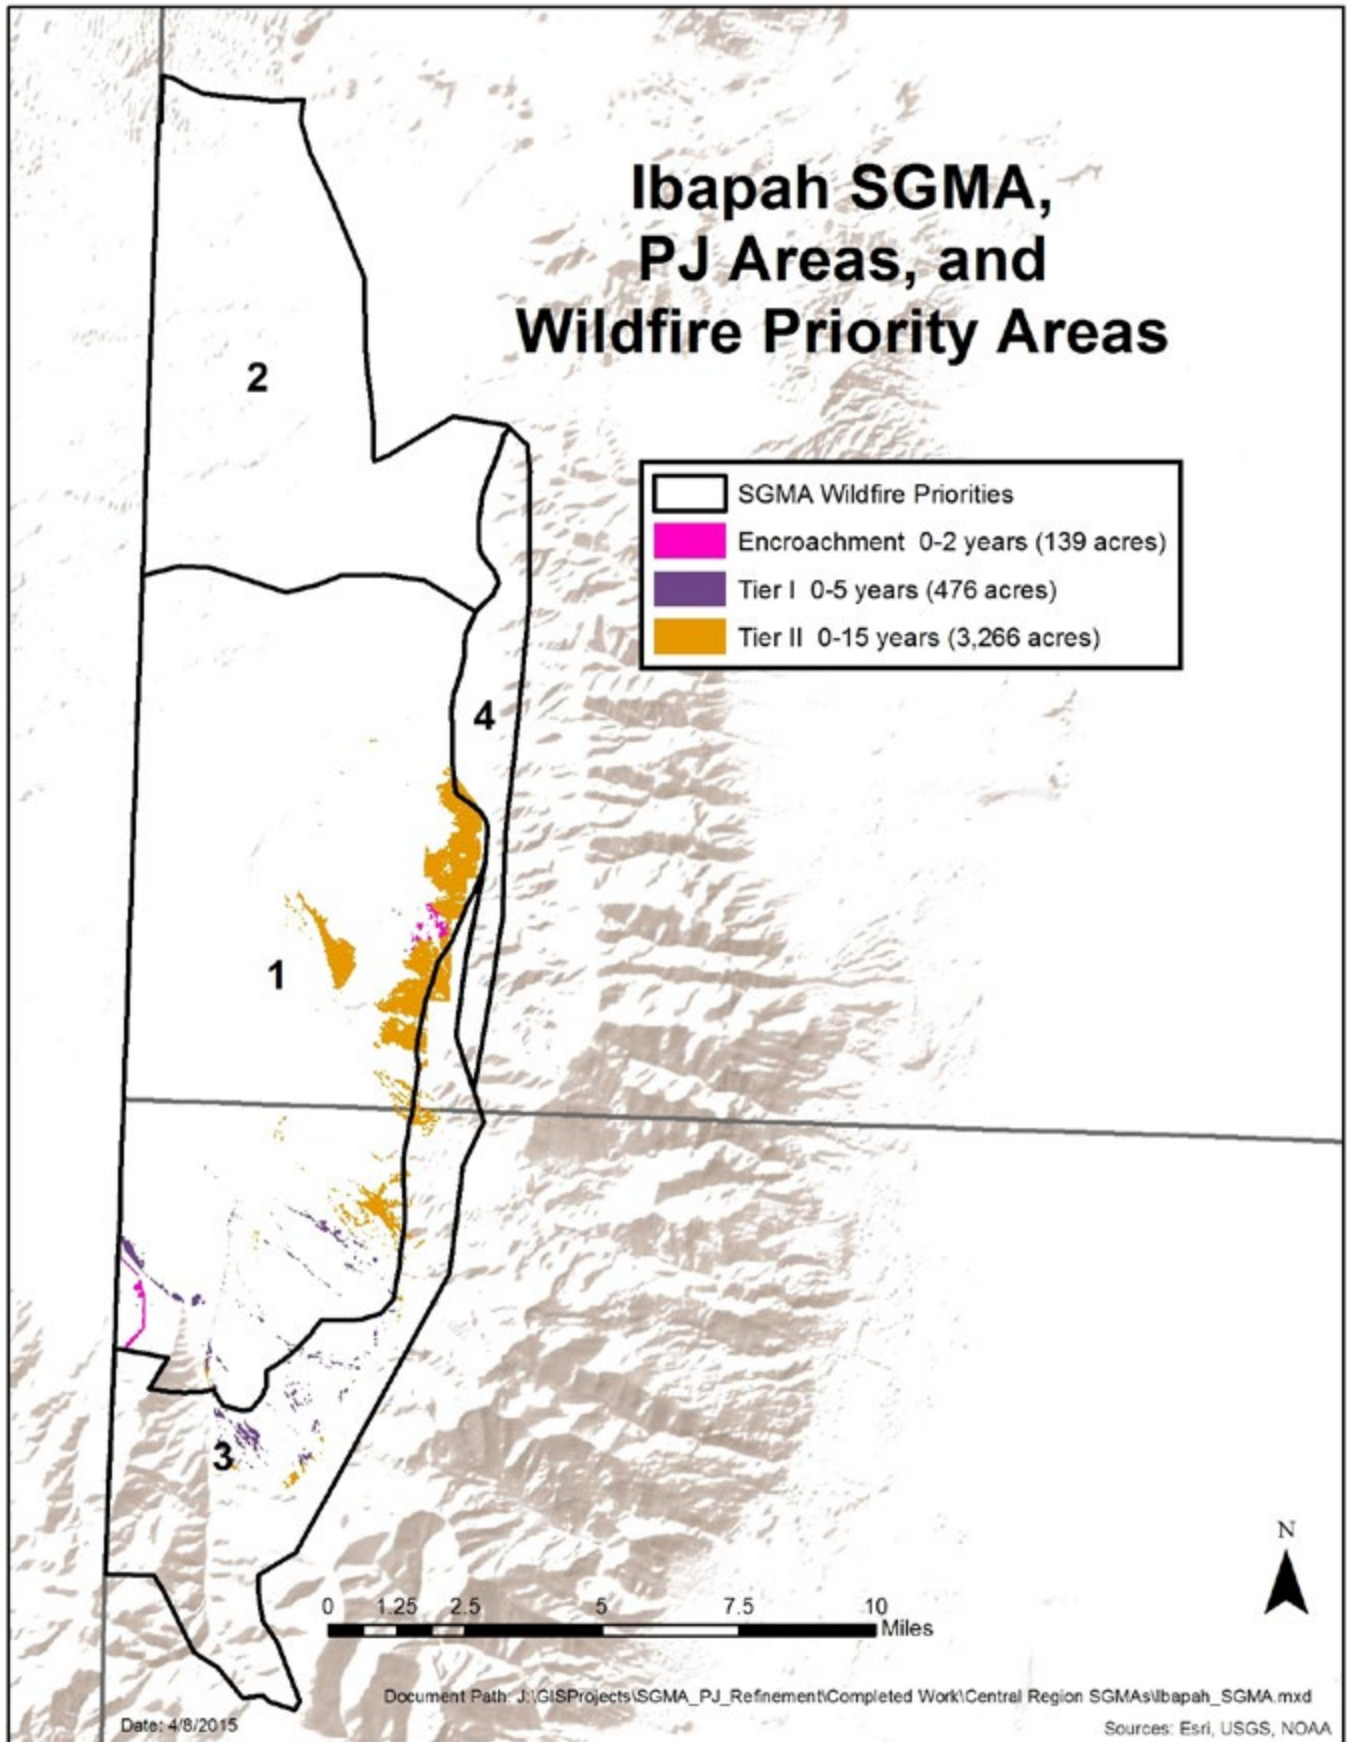 Ibapah SGMA,
PJ Areas, and
Wildfire Priority Areas
2
SGMA Wildfire Priorities
Encroachment 0-2 years (139 acres)
Tier I 0-5 years (476 acres)
Tier II 0-15 years (3,266 acres)
4
1
3
N
0 1.25 2.5 5 7.5 10
Miles
Document Path: J:\GISProjects\SGMA_PJ_Refinement\Completed Work\Central Region SGMAs\Ibapah_SGMA.mxd
Date: 4/8/2015
Sources: Esri, USGS, NOAA